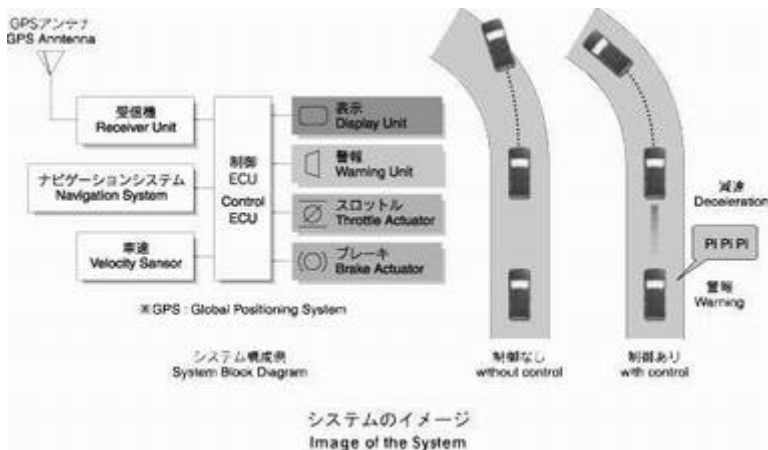 GPSアンテナ
GPS Anntenna
受信機
Receiver Unit
ナビゲーションシステム
Navigation System
車速
Velocity Sansor
制御
ECU
Control
ECU
表示
Display Unit
警報
Warning Unit
スロットル
Throttle Actuator
ブレーキ
Brake Actuator
※GPS : Global Positioning System
システム構成例
System Block Diagram
減速
Deceleration
Pi Pi Pi
警報
Warning
制御なし
without control
制御あり
with control
システムのイメージ
Image of the System